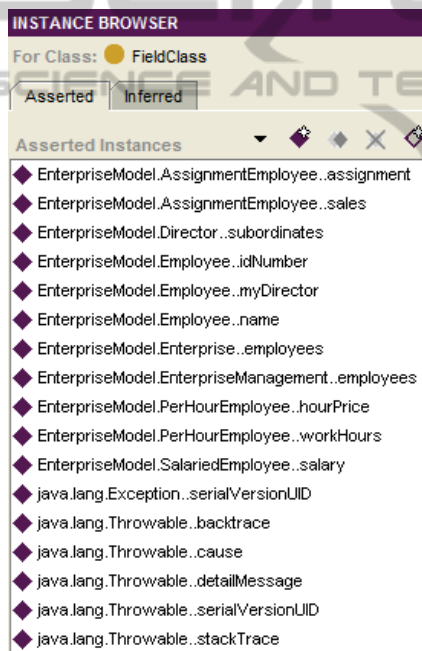 INSTANCE BROWSER
For Class: FieldClass
SCIENCE AND TE
Asserted Inferred
Asserted Instances
EnterpriseModel.AssignmentEmployee..assignment
EnterpriseModel.AssignmentEmployee..sales
EnterpriseModel.Director..subordinates
EnterpriseModel.Employee..idNumber
EnterpriseModel.Employee..myDirector
EnterpriseModel.Employee..name
EnterpriseModel.Enterprise..employees
EnterpriseModel.EnterpriseManagement..employees
EnterpriseModel.PerHourEmployee..hourPrice
EnterpriseModel.PerHourEmployee..workHours
EnterpriseModel.SalariedEmployee..salary
java.lang.Exception..serialVersionUID
java.lang.Throwable..backtrace
java.lang.Throwable..cause
java.lang.Throwable..detailMessage
java.lang.Throwable..serialVersionUID
java.lang.Throwable..stackTrace